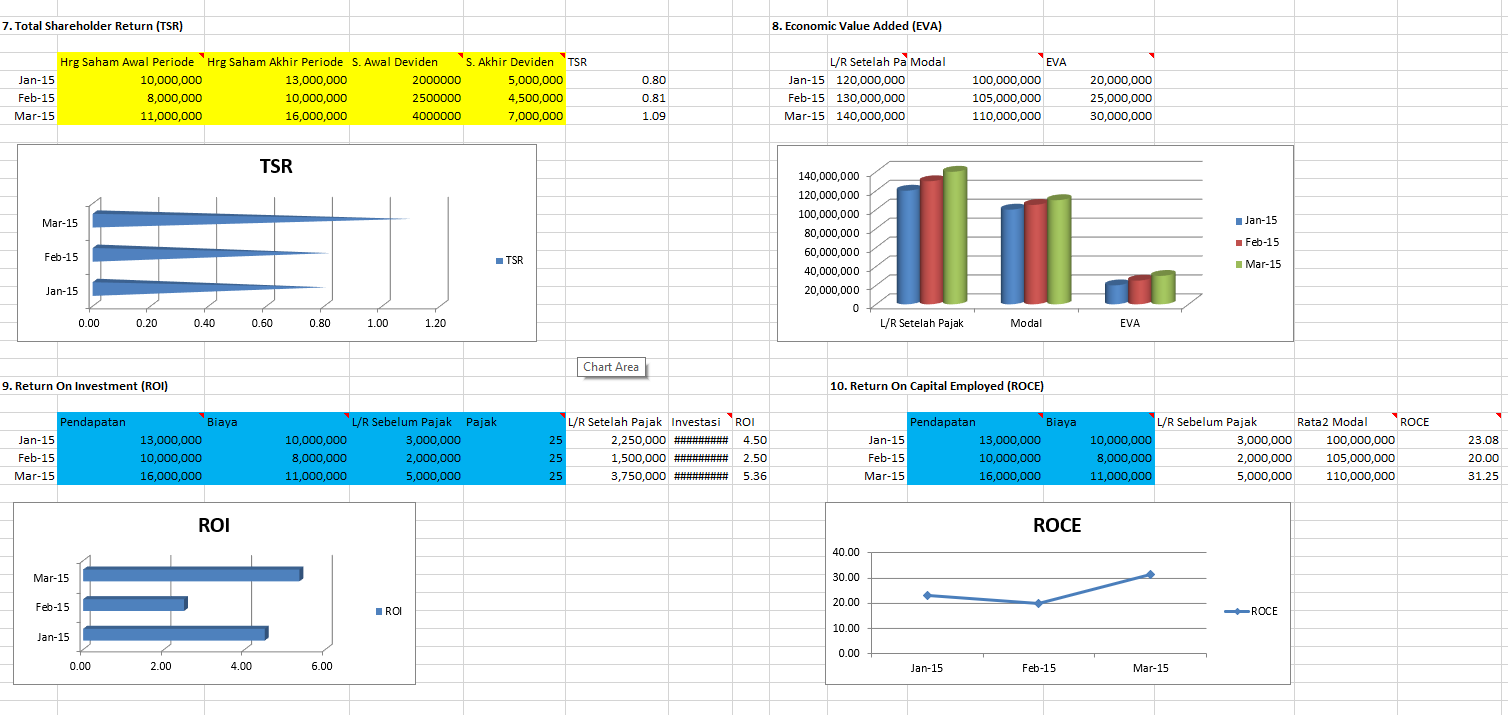 7. Total Shareholder Return (TSR)
Hrg Saham Awal Periode Hrg Saham Akhir Periode S. Awal Deviden S. Akhir Deviden TSR
Jan-15 10,000,000 13,000,000 2000000 5,000,000 0.80
Feb-15 8,000,000 10,000,000 2500000 4,500,000 0.81
Mar-15 11,000,000 16,000,000 4000000 7,000,000 1.09
TSR
Mar-15
Feb-15
Jan-15
0.00 0.20 0.40 0.60 0.80 1.00 1.20
TSR
8. Economic Value Added (EVA)
L/R Setelah Pa Modal EVA
Jan-15 120,000,000 100,000,000 20,000,000
Feb-15 130,000,000 105,000,000 25,000,000
Mar-15 140,000,000 110,000,000 30,000,000
140,000,000
120,000,000
100,000,000
80,000,000
60,000,000
40,000,000
20,000,000
0
L/R Setelah Pajak Modal EVA
Jan-15
Feb-15
Mar-15
Chart Area
9. Return On Investment (ROI)
Pendapatan Biaya L/R Sebelum Pajak Pajak L/R Setelah Pajak Investasi ROI
Jan-15 13,000,000 10,000,000 3,000,000 25 2,250,000 ######### 4.50
Feb-15 10,000,000 8,000,000 2,000,000 25 1,500,000 ######### 2.50
Mar-15 16,000,000 11,000,000 5,000,000 25 3,750,000 ######### 5.36
ROI
Mar-15
Feb-15
Jan-15
0.00 2.00 4.00 6.00
ROI
10. Return On Capital Employed (ROCE)
Pendapatan Biaya L/R Sebelum Pajak Rata2 Modal ROCE
Jan-15 13,000,000 10,000,000 3,000,000 100,000,000 23.08
Feb-15 10,000,000 8,000,000 2,000,000 105,000,000 20.00
Mar-15 16,000,000 11,000,000 5,000,000 110,000,000 31.25
ROCE
40.00
30.00
20.00
10.00
0.00
Jan-15 Feb-15 Mar-15
ROCE